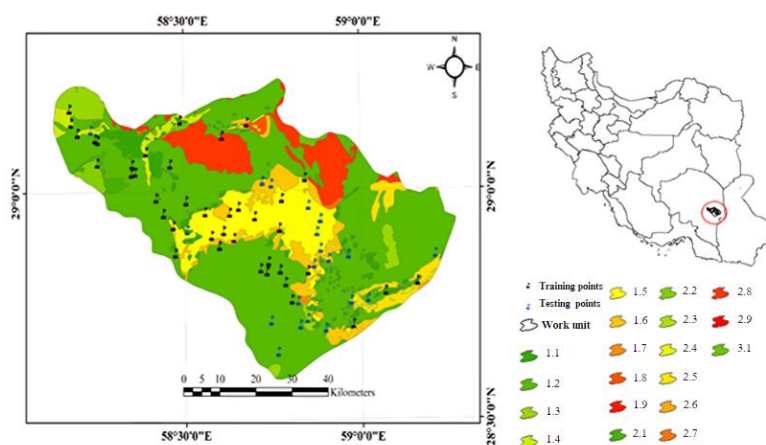 58°30'0"E
59°0'0"E
N
W
E
S
29°0'0"N
29°0'0"N
0
5
10
20
30
40
Kilometers
58°30'0"E
59°0'0"E
28°30'0"N
Training points
Testing points
Work unit
1.1
1.2
1.3
1.4
1.5
1.6
1.7
1.8
1.9
2.1
2.2
2.3
2.4
2.5
2.6
2.7
2.8
2.9
3.1